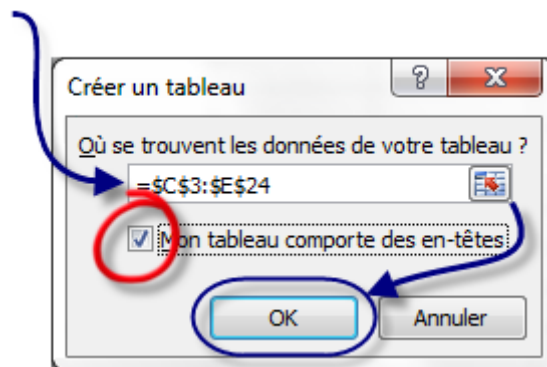 Créer un tableau
Où se trouvent les données de votre tableau ?
=$C$3:$E$24
Mon tableau comporte des en-têtes
OK
Annuler